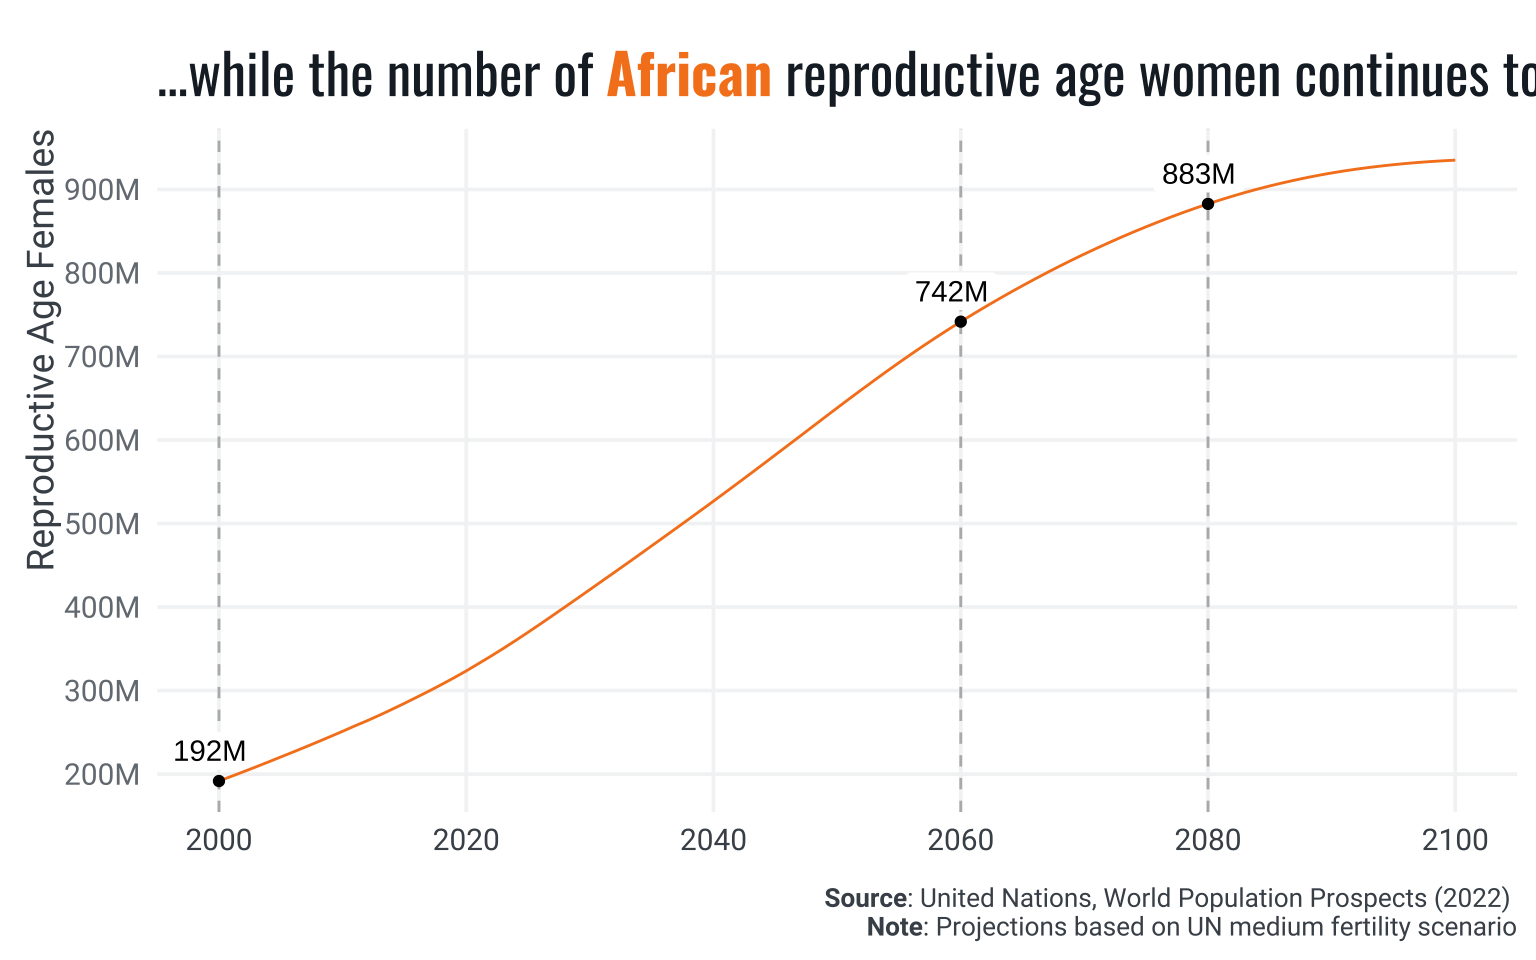 ...while the number of African reproductive age women continues to
Reproductive Age Females
900M
800M
700M
600M
500M
400M
300M
200M
883M
742M
192M
2000 2020 2040 2060 2080 2100
Source: United Nations, World Population Prospects (2022)
Note: Projections based on UN medium fertility scenario